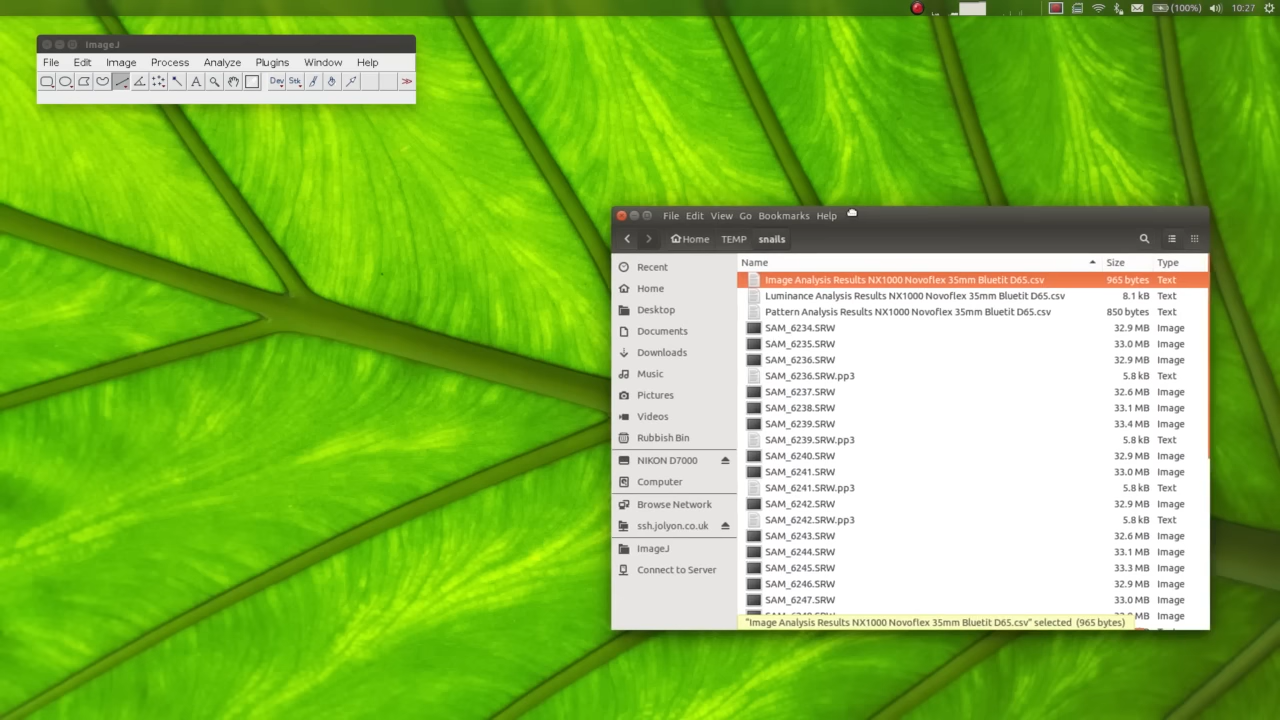 (100%) 10:27
ImageJ
File Edit Image Process Analyze Plugins Window Help
A Dev Stk >>
File Edit View Go Bookmarks Help
Home TEMP snails
Recent
Home
Desktop
Documents
Downloads
Music
Pictures
Videos
Rubbish Bin
NIKON D7000
Computer
Browse Network
ssh.jolyon.co.uk
ImageJ
Connect to Server
Name Size Type
Image Analysis Results NX1000 Novoflex 35mm Bluetit D65.csv 965 bytes Text
Luminance Analysis Results NX1000 Novoflex 35mm Bluetit D65.csv 8.1 kB Text
Pattern Analysis Results NX1000 Novoflex 35mm Bluetit D65.csv 850 bytes Text
SAM_6234.SRW 32.9 MB Image
SAM_6235.SRW 33.0 MB Image
SAM_6236.SRW 32.9 MB Image
SAM_6236.SRW.pp3 5.8 kB Text
SAM_6237.SRW 32.6 MB Image
SAM_6238.SRW 33.1 MB Image
SAM_6239.SRW 33.4 MB Image
SAM_6239.SRW.pp3 5.8 kB Text
SAM_6240.SRW 32.9 MB Image
SAM_6241.SRW 33.0 MB Image
SAM_6241.SRW.pp3 5.8 kB Text
SAM_6242.SRW 32.9 MB Image
SAM_6242.SRW.pp3 5.8 kB Text
SAM_6243.SRW 32.6 MB Image
SAM_6244.SRW 33.1 MB Image
SAM_6245.SRW 33.3 MB Image
SAM_6246.SRW 32.9 MB Image
SAM_6247.SRW 33.0 MB Image
MB Image
"Image Analysis Results NX1000 Novoflex 35mm Bluetit D65.csv" selected (965 bytes)